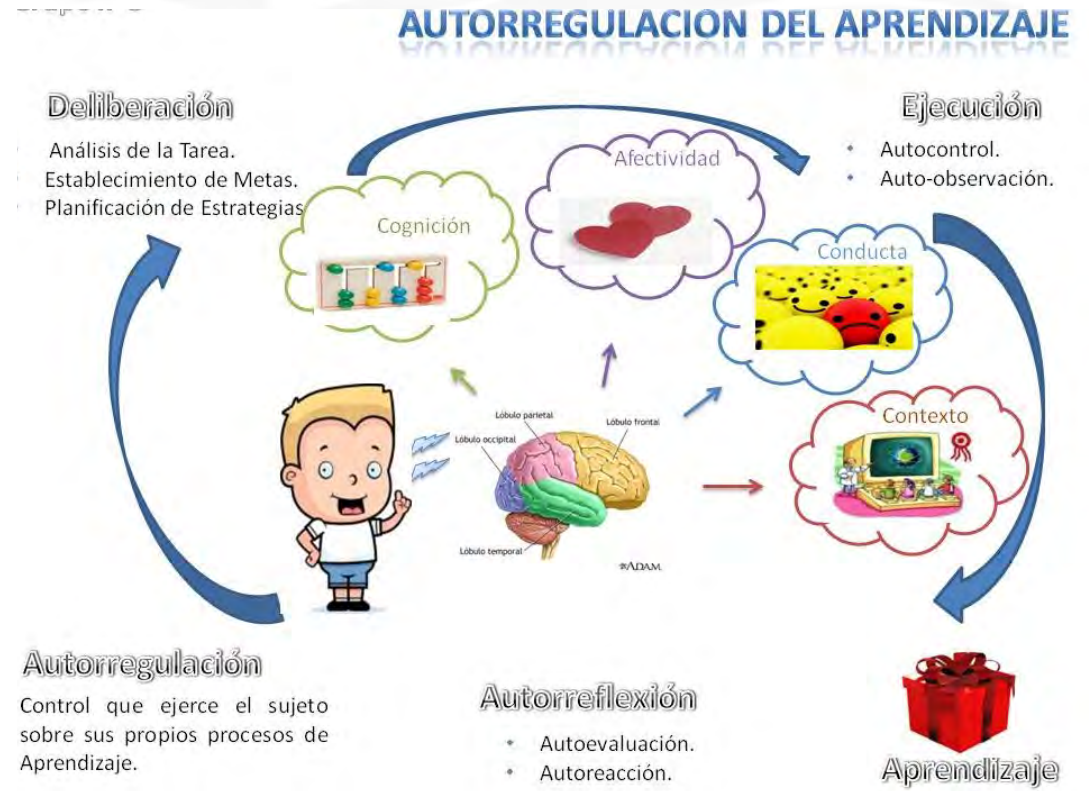 AUTORREGULACION DEL APRENDIZAJE
Deliberación
Análisis de la Tarea.
Establecimiento de Metas.
Planificación de Estrategias
Ejecución
Autocontrol.
Auto-observación.
Cognición
Afectividad
Conducta
Contexto
Lóbulo parietal
Lóbulo frontal
Lóbulo occipital
Lóbulo temporal
ADAM
Autorregulación
Control que ejerce el sujeto
sobre sus propios procesos de
Aprendizaje.
Autorreflexión
Autoevaluación.
Autoreacción.
Aprendizaje